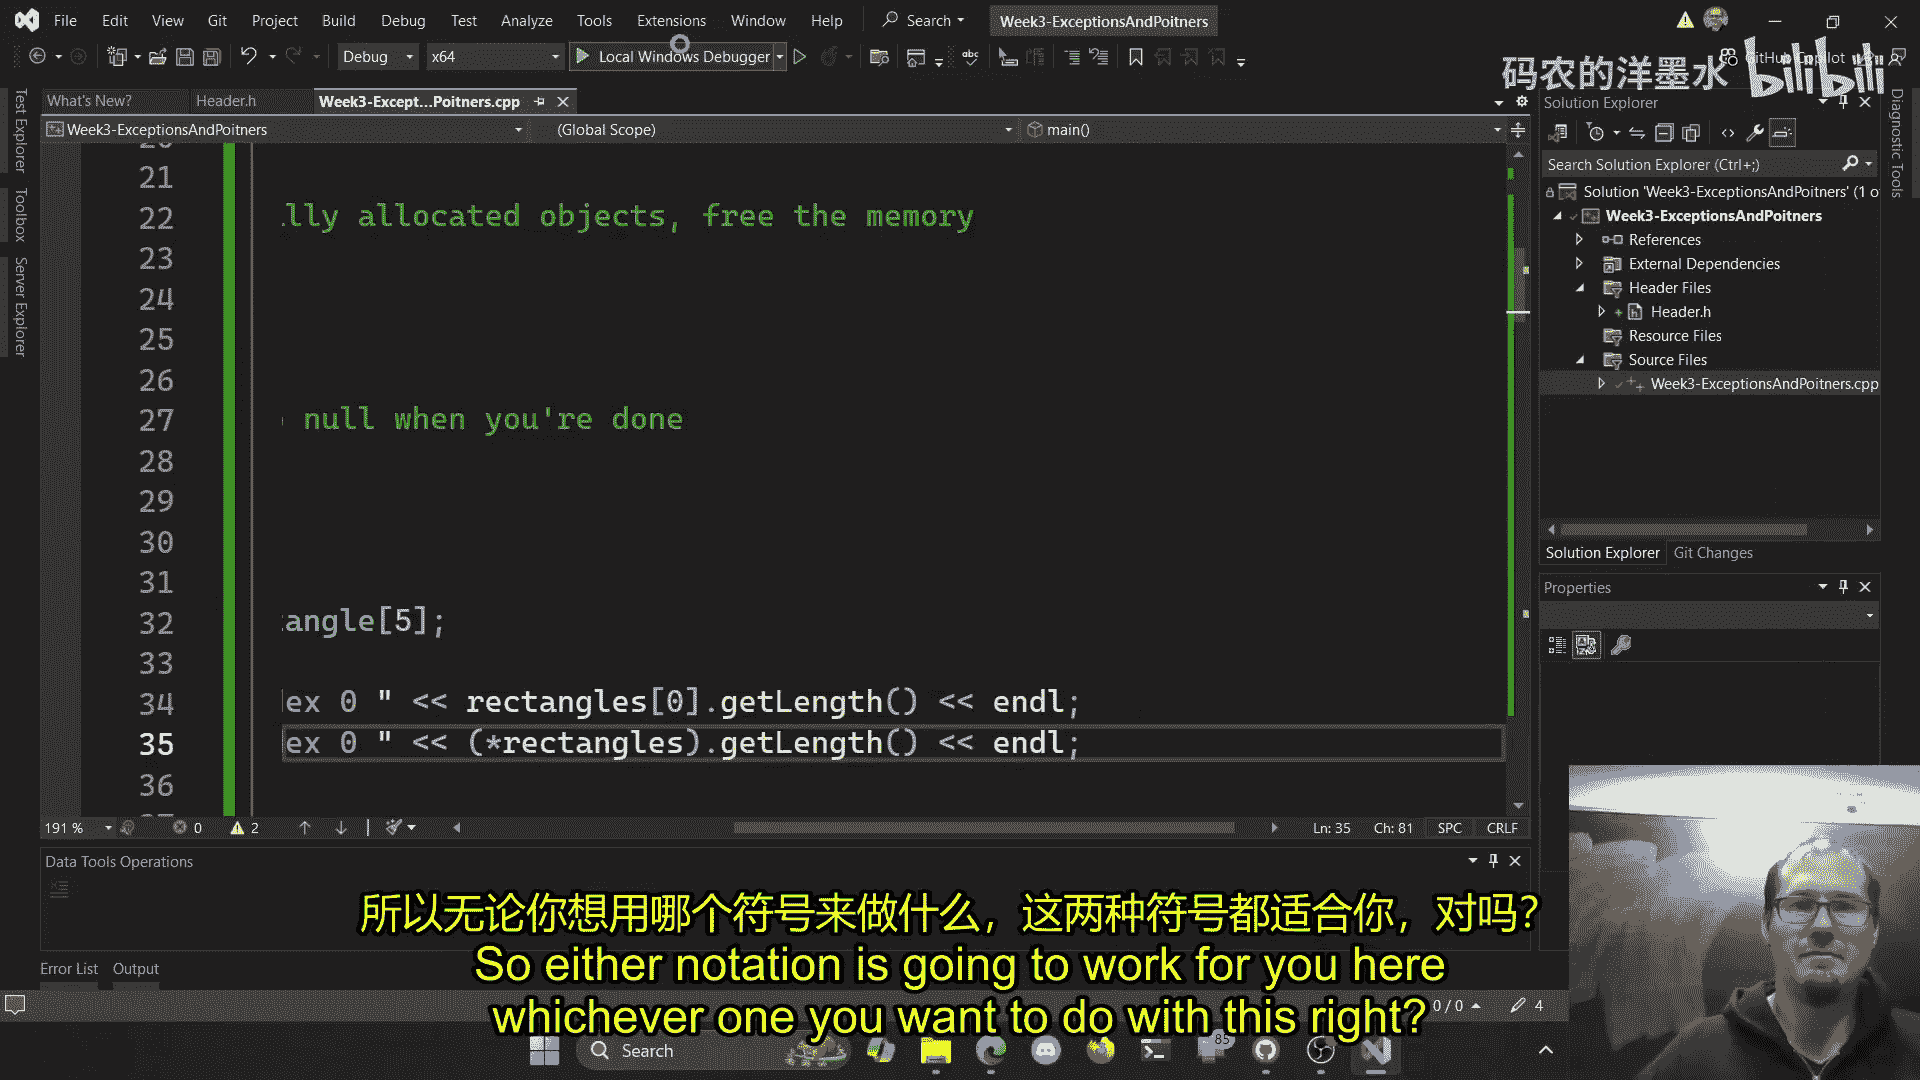 File Edit View Git Project Build Debug Test Analyze Tools Extensions Window Help Search Week3-ExceptionsAndPoitners
Debug x64 Local Windows Debugger GitHub Copilot
码农的洋墨水 bilibili
What's New? Header.h Week3-Except...Poitners.cpp
Week3-ExceptionsAndPoitners (Global Scope) main()
Test Explorer
Toolbox
Server Explorer
21
22 lly allocated objects, free the memory
23
24
25
26
27 null when you're done
28
29
30
31
32 angle[5];
33
34 ex 0 " << rectangles[0].getLength() << endl;
35 ex 0 " << (*rectangles).getLength() << endl;
36
191 % 0 2 Ln: 35 Ch: 81 SPC CRLF
Data Tools Operations
Error List Output
Solution Explorer
Search Solution Explorer (Ctrl+;)
Solution 'Week3-ExceptionsAndPoitners' (1 o
Week3-ExceptionsAndPoitners
References
External Dependencies
Header Files
Header.h
Resource Files
Source Files
Week3-ExceptionsAndPoitners.cpp
Solution Explorer Git Changes
Properties
Diagnostic Tools
所以无论你想用哪个符号来做什么，这两种符号都适合你，对吗？
So either notation is going to work for you here
whichever one you want to do with this right?
0 / 0 4
Search
85